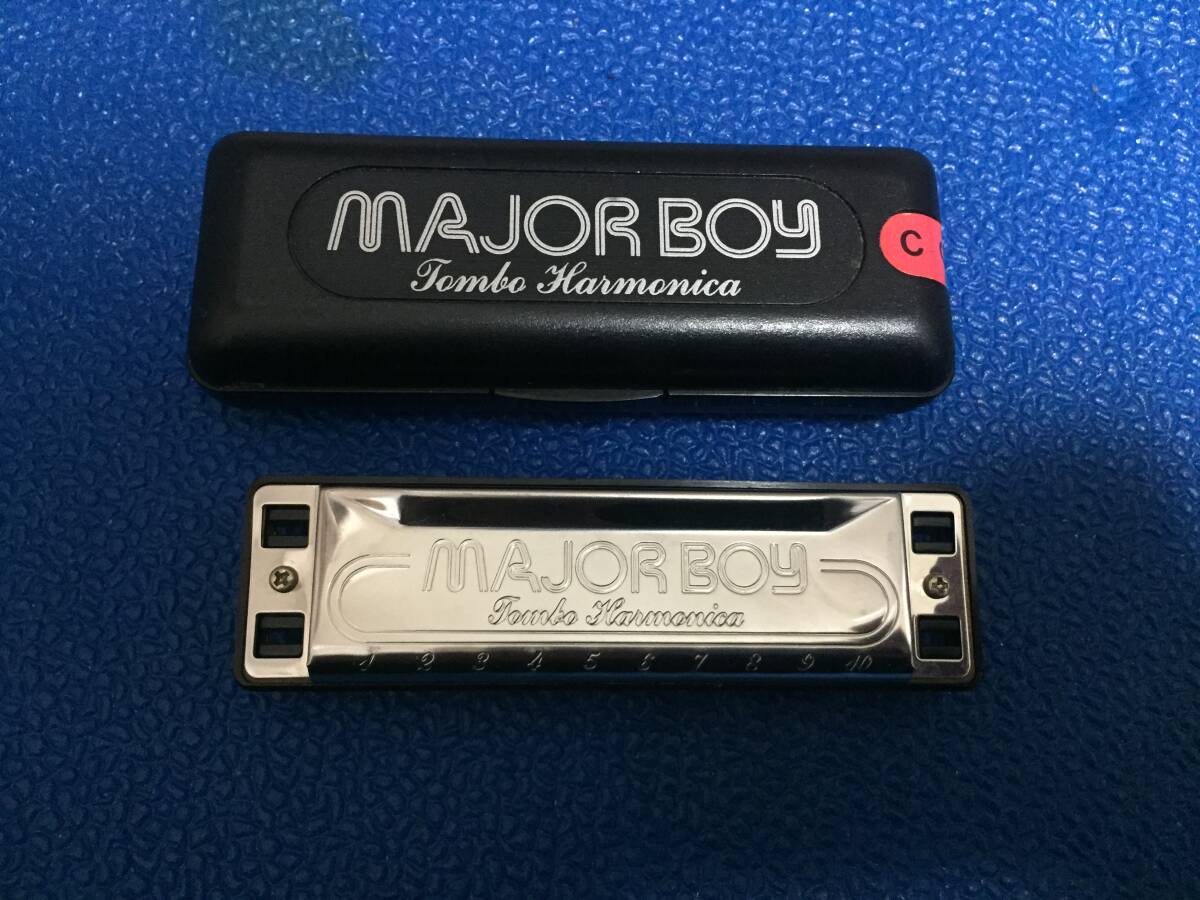 MAJOR BOY
Tombo Harmonica
C
MAJOR BOY
Tombo Harmonica
1 2 3 4 5 6 7 8 9 10